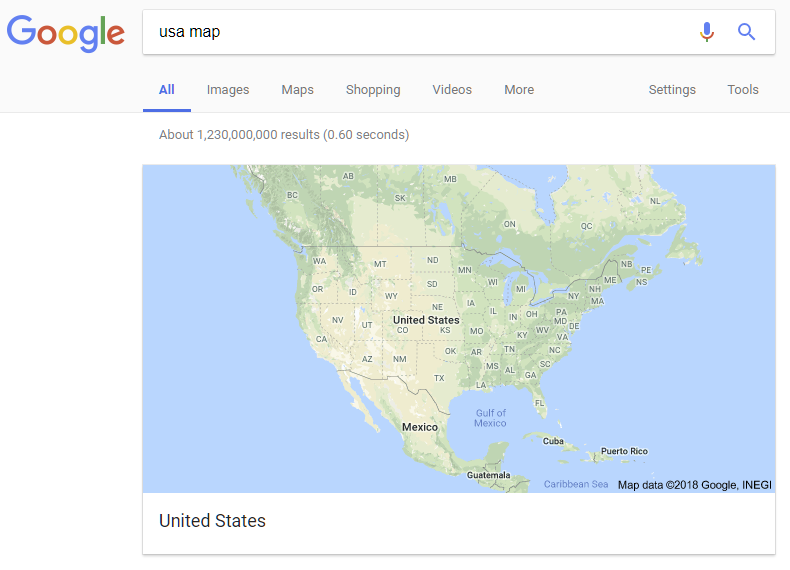 Google
usa map
All Images Maps Shopping Videos More Settings Tools
About 1,230,000,000 results (0.60 seconds)
AB
MB
BC
SK
NL
ON
QC
WA
MT
ND
MN
NB
PE
OR
ID
SD
WI
MI
ME
NS
NH
WY
IA
NY
MA
NE
IL
IN
OH
PA
NV
UT
United States
MD
DE
CO
KS
MO
WV
KY
VA
CA
AZ
NM
OK
AR
TN
NC
MS
AL
SC
GA
TX
LA
FL
Gulf of
Mexico
Mexico
Cuba
Puerto Rico
Guatemala
Caribbean Sea
Map data ©2018 Google, INEGI
United States